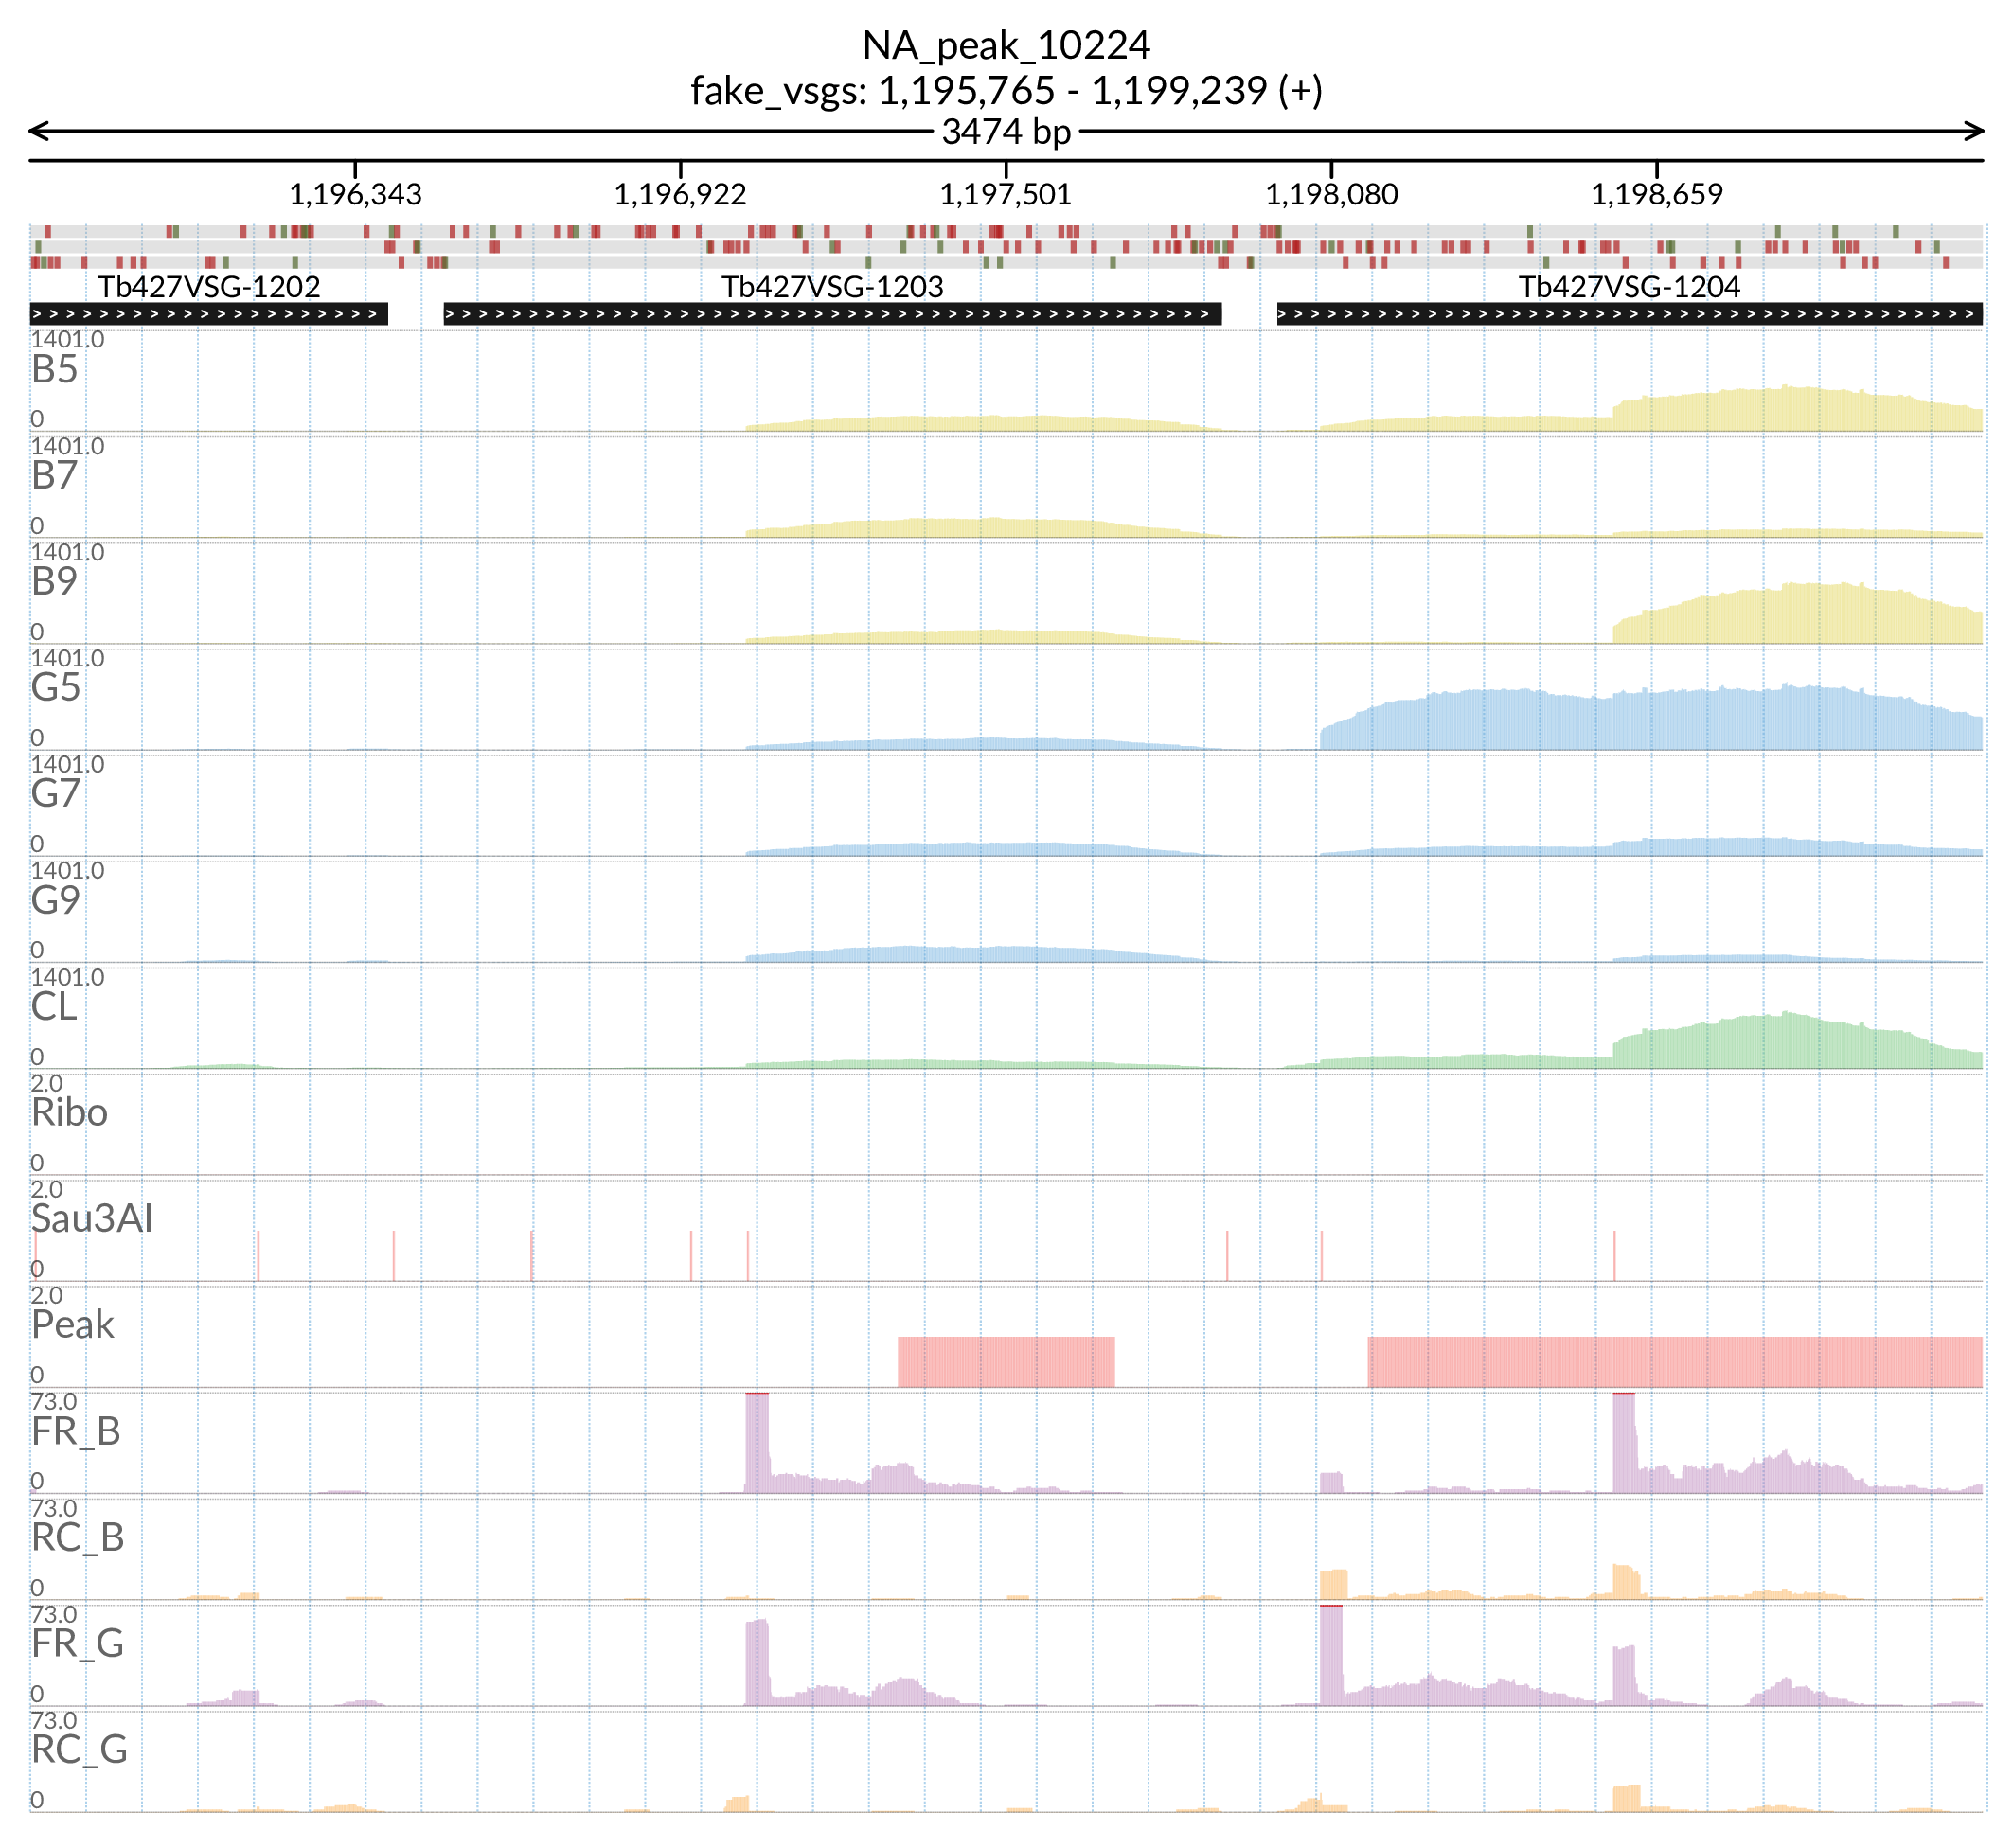 NA_peak_10224
fake_vsgs: 1,195,765 - 1,199,239 (+)
3474 bp
1,196,343 1,196,922 1,197,501 1,198,080 1,198,659
Tb427VSG-1202 Tb427VSG-1203 Tb427VSG-1204
1401.0
B5
0
1401.0
B7
0
1401.0
B9
0
1401.0
G5
0
1401.0
G7
0
1401.0
G9
0
1401.0
CL
0
2.0
Ribo
0
2.0
Sau3AI
0
2.0
Peak
0
73.0
FR_B
0
73.0
RC_B
0
73.0
FR_G
0
73.0
RC_G
0